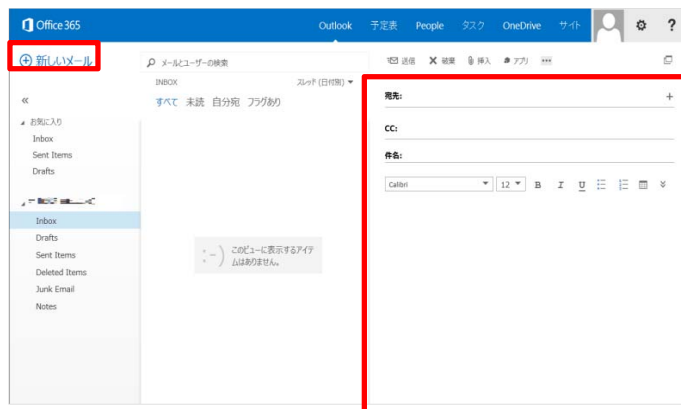 Office 365
Outlook 予定表 People タスク OneDrive サイト ?
新しいメール
メールとユーザーの検索
送信 破棄 挿入 アプリ
INBOX スレッド (日付別)
すべて 未読 自分宛 フラグあり
«
お気に入り
Inbox
Sent Items
Drafts
Inbox
Drafts
Sent Items
Deleted Items
Junk Email
Notes
:-) このビューに表示するアイテ
ムはありません。
宛先: +
CC:
件名:
Calibri 12 B I U